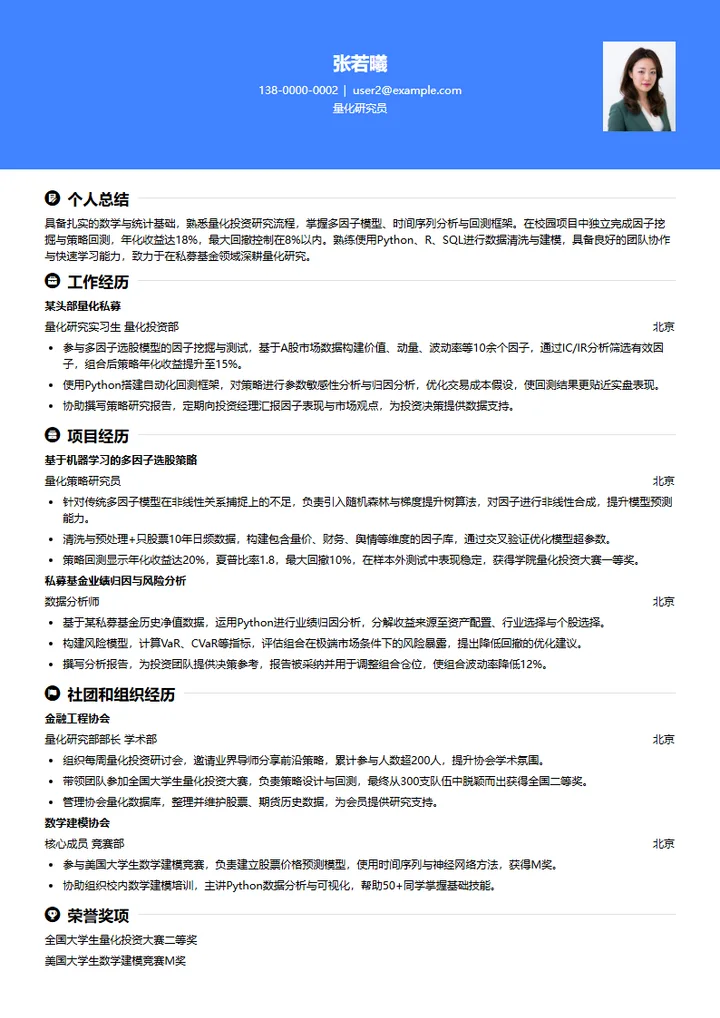 张若曦
138-0000-0002 | user2@example.com
量化研究员
个人总结
具备扎实的数学与统计基础，熟悉量化投资研究流程，掌握多因子模型、时间序列分析与回测框架。在校园项目中独立完成因子挖
掘与策略回测，年化收益达18%，最大回撤控制在8%以内。熟练使用Python、R、SQL进行数据清洗与建模，具备良好的团队协作
与快速学习能力，致力于在私募基金领域深耕量化研究。
工作经历
某头部量化私募
量化研究实习生 量化投资部 北京
• 参与多因子选股模型的因子挖掘与测试，基于A股市场数据构建价值、动量、波动率等10余个因子，通过IC/IR分析筛选有效因
子，组合后策略年化收益提升至15%。
• 使用Python搭建自动化回测框架，对策略进行参数敏感性分析与归因分析，优化交易成本假设，使回测结果更贴近实盘表现。
• 协助撰写策略研究报告，定期向投资经理汇报因子表现与市场观点，为投资决策提供数据支持。
项目经历
基于机器学习的多因子选股策略
量化策略研究员 北京
• 针对传统多因子模型在非线性关系捕捉上的不足，负责引入随机森林与梯度提升树算法，对因子进行非线性合成，提升模型预测
能力。
• 清洗与预处理+只股票10年日频数据，构建包含量价、财务、舆情等维度的因子库，通过交叉验证优化模型超参数。
• 策略回测显示年化收益达20%，夏普比率1.8，最大回撤10%，在样本外测试中表现稳定，获得学院量化投资大赛一等奖。
私募基金业绩归因与风险分析
数据分析师 北京
• 基于某私募基金历史净值数据，运用Python进行业绩归因分析，分解收益来源至资产配置、行业选择与个股选择。
• 构建风险模型，计算VaR、CVaR等指标，评估组合在极端市场条件下的风险暴露，提出降低回撤的优化建议。
• 撰写分析报告，为投资团队提供决策参考，报告被采纳并用于调整组合仓位，使组合波动率降低12%。
社团和组织经历
金融工程协会
量化研究部部长 学术部 北京
• 组织每周量化投资研讨会，邀请业界导师分享前沿策略，累计参与人数超200人，提升协会学术氛围。
• 带领团队参加全国大学生量化投资大赛，负责策略设计与回测，最终从300支队伍中脱颖而出获得全国二等奖。
• 管理协会量化数据库，整理并维护股票、期货历史数据，为会员提供研究支持。
数学建模协会
核心成员 竞赛部 北京
• 参与美国大学生数学建模竞赛，负责建立股票价格预测模型，使用时间序列与神经网络方法，获得M奖。
• 协助组织校内数学建模培训，主讲Python数据分析与可视化，帮助50+同学掌握基础技能。
荣誉奖项
全国大学生量化投资大赛二等奖
美国大学生数学建模竞赛M奖